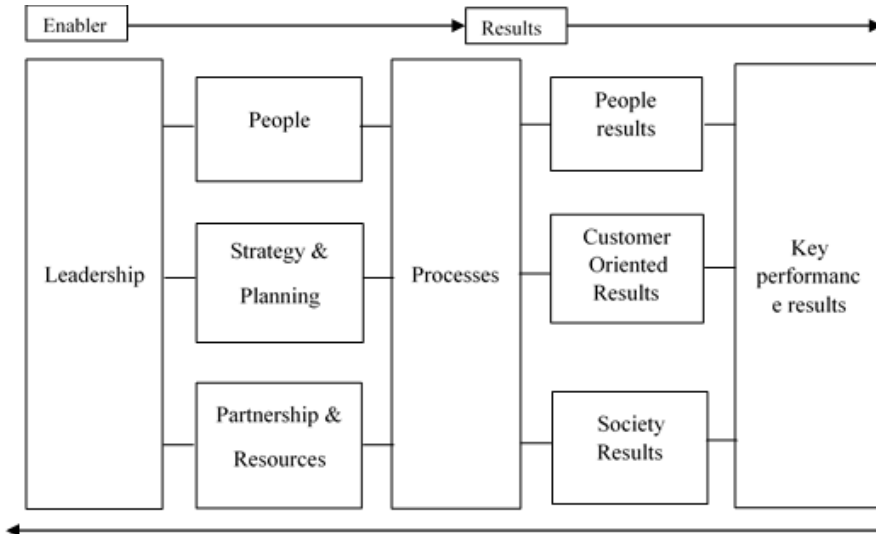 Enabler
Results
Leadership
People
Strategy &
Planning
Partnership &
Resources
Processes
People
results
Customer
Oriented
Results
Society
Results
Key
performanc
e results